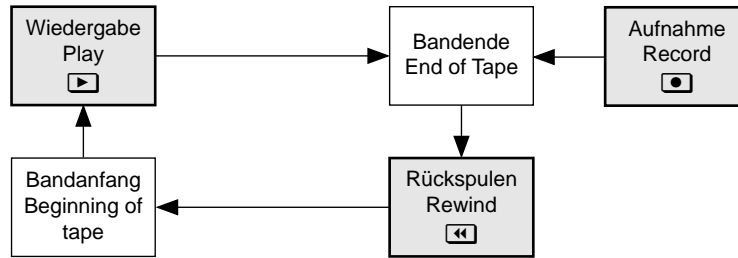 Wiedergabe
Play
Bandende
End of Tape
Aufnahme
Record
Bandanfang
Beginning of
tape
Rückspulen
Rewind